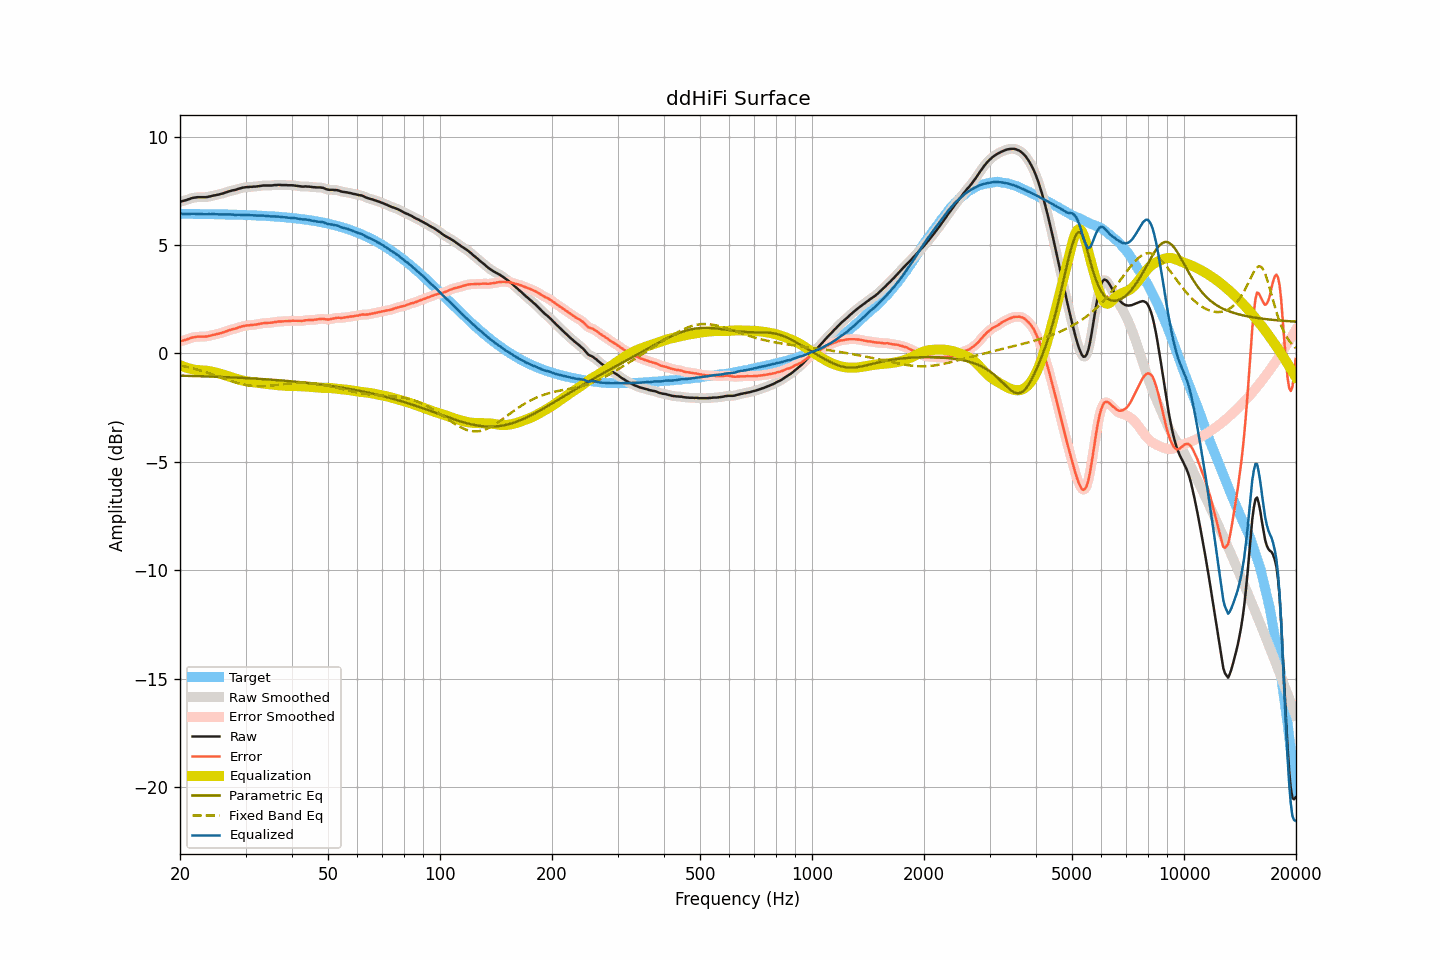 ddHiFi Surface
10
5
0
−5
−10
−15
−20
Amplitude (dBr)
Target
Raw Smoothed
Error Smoothed
Raw
Error
Equalization
Parametric Eq
Fixed Band Eq
Equalized
20 50 100 200 500 1000 2000 5000 10000 20000
Frequency (Hz)